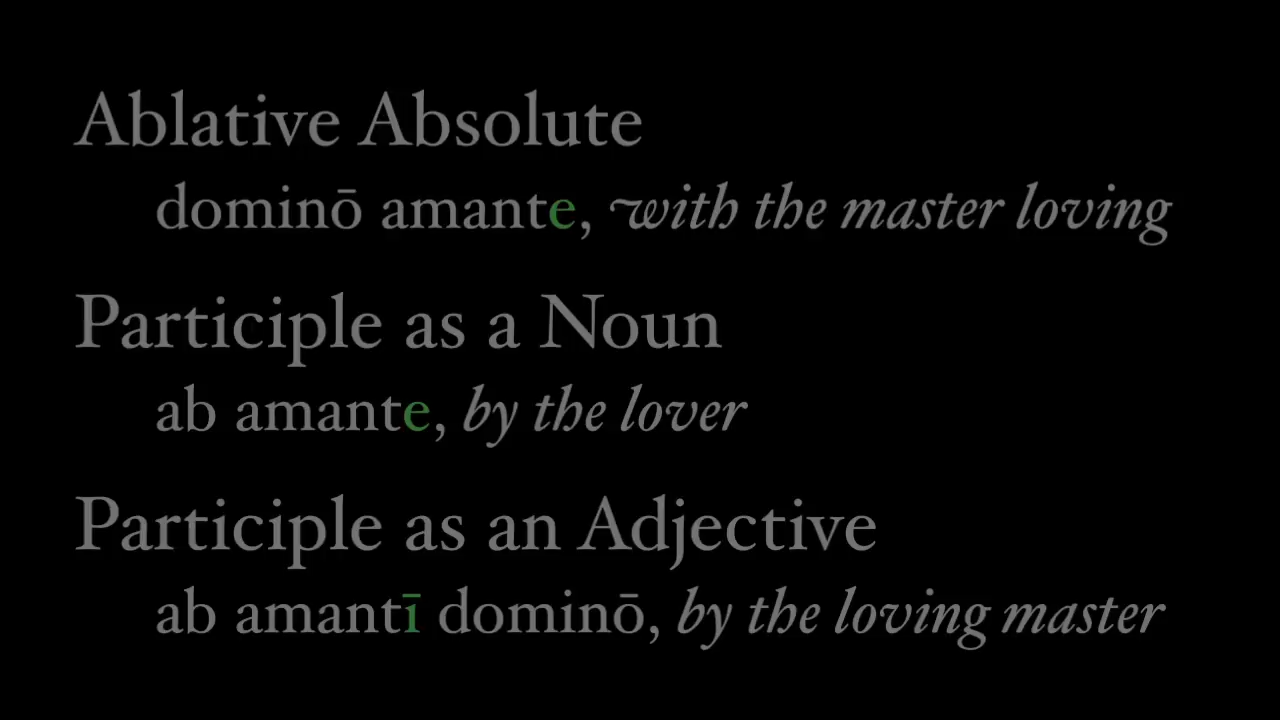 Ablative Absolute
dominō amante, with the master loving
Participle as a Noun
ab amante, by the lover
Participle as an Adjective
ab amantī dominō, by the loving master